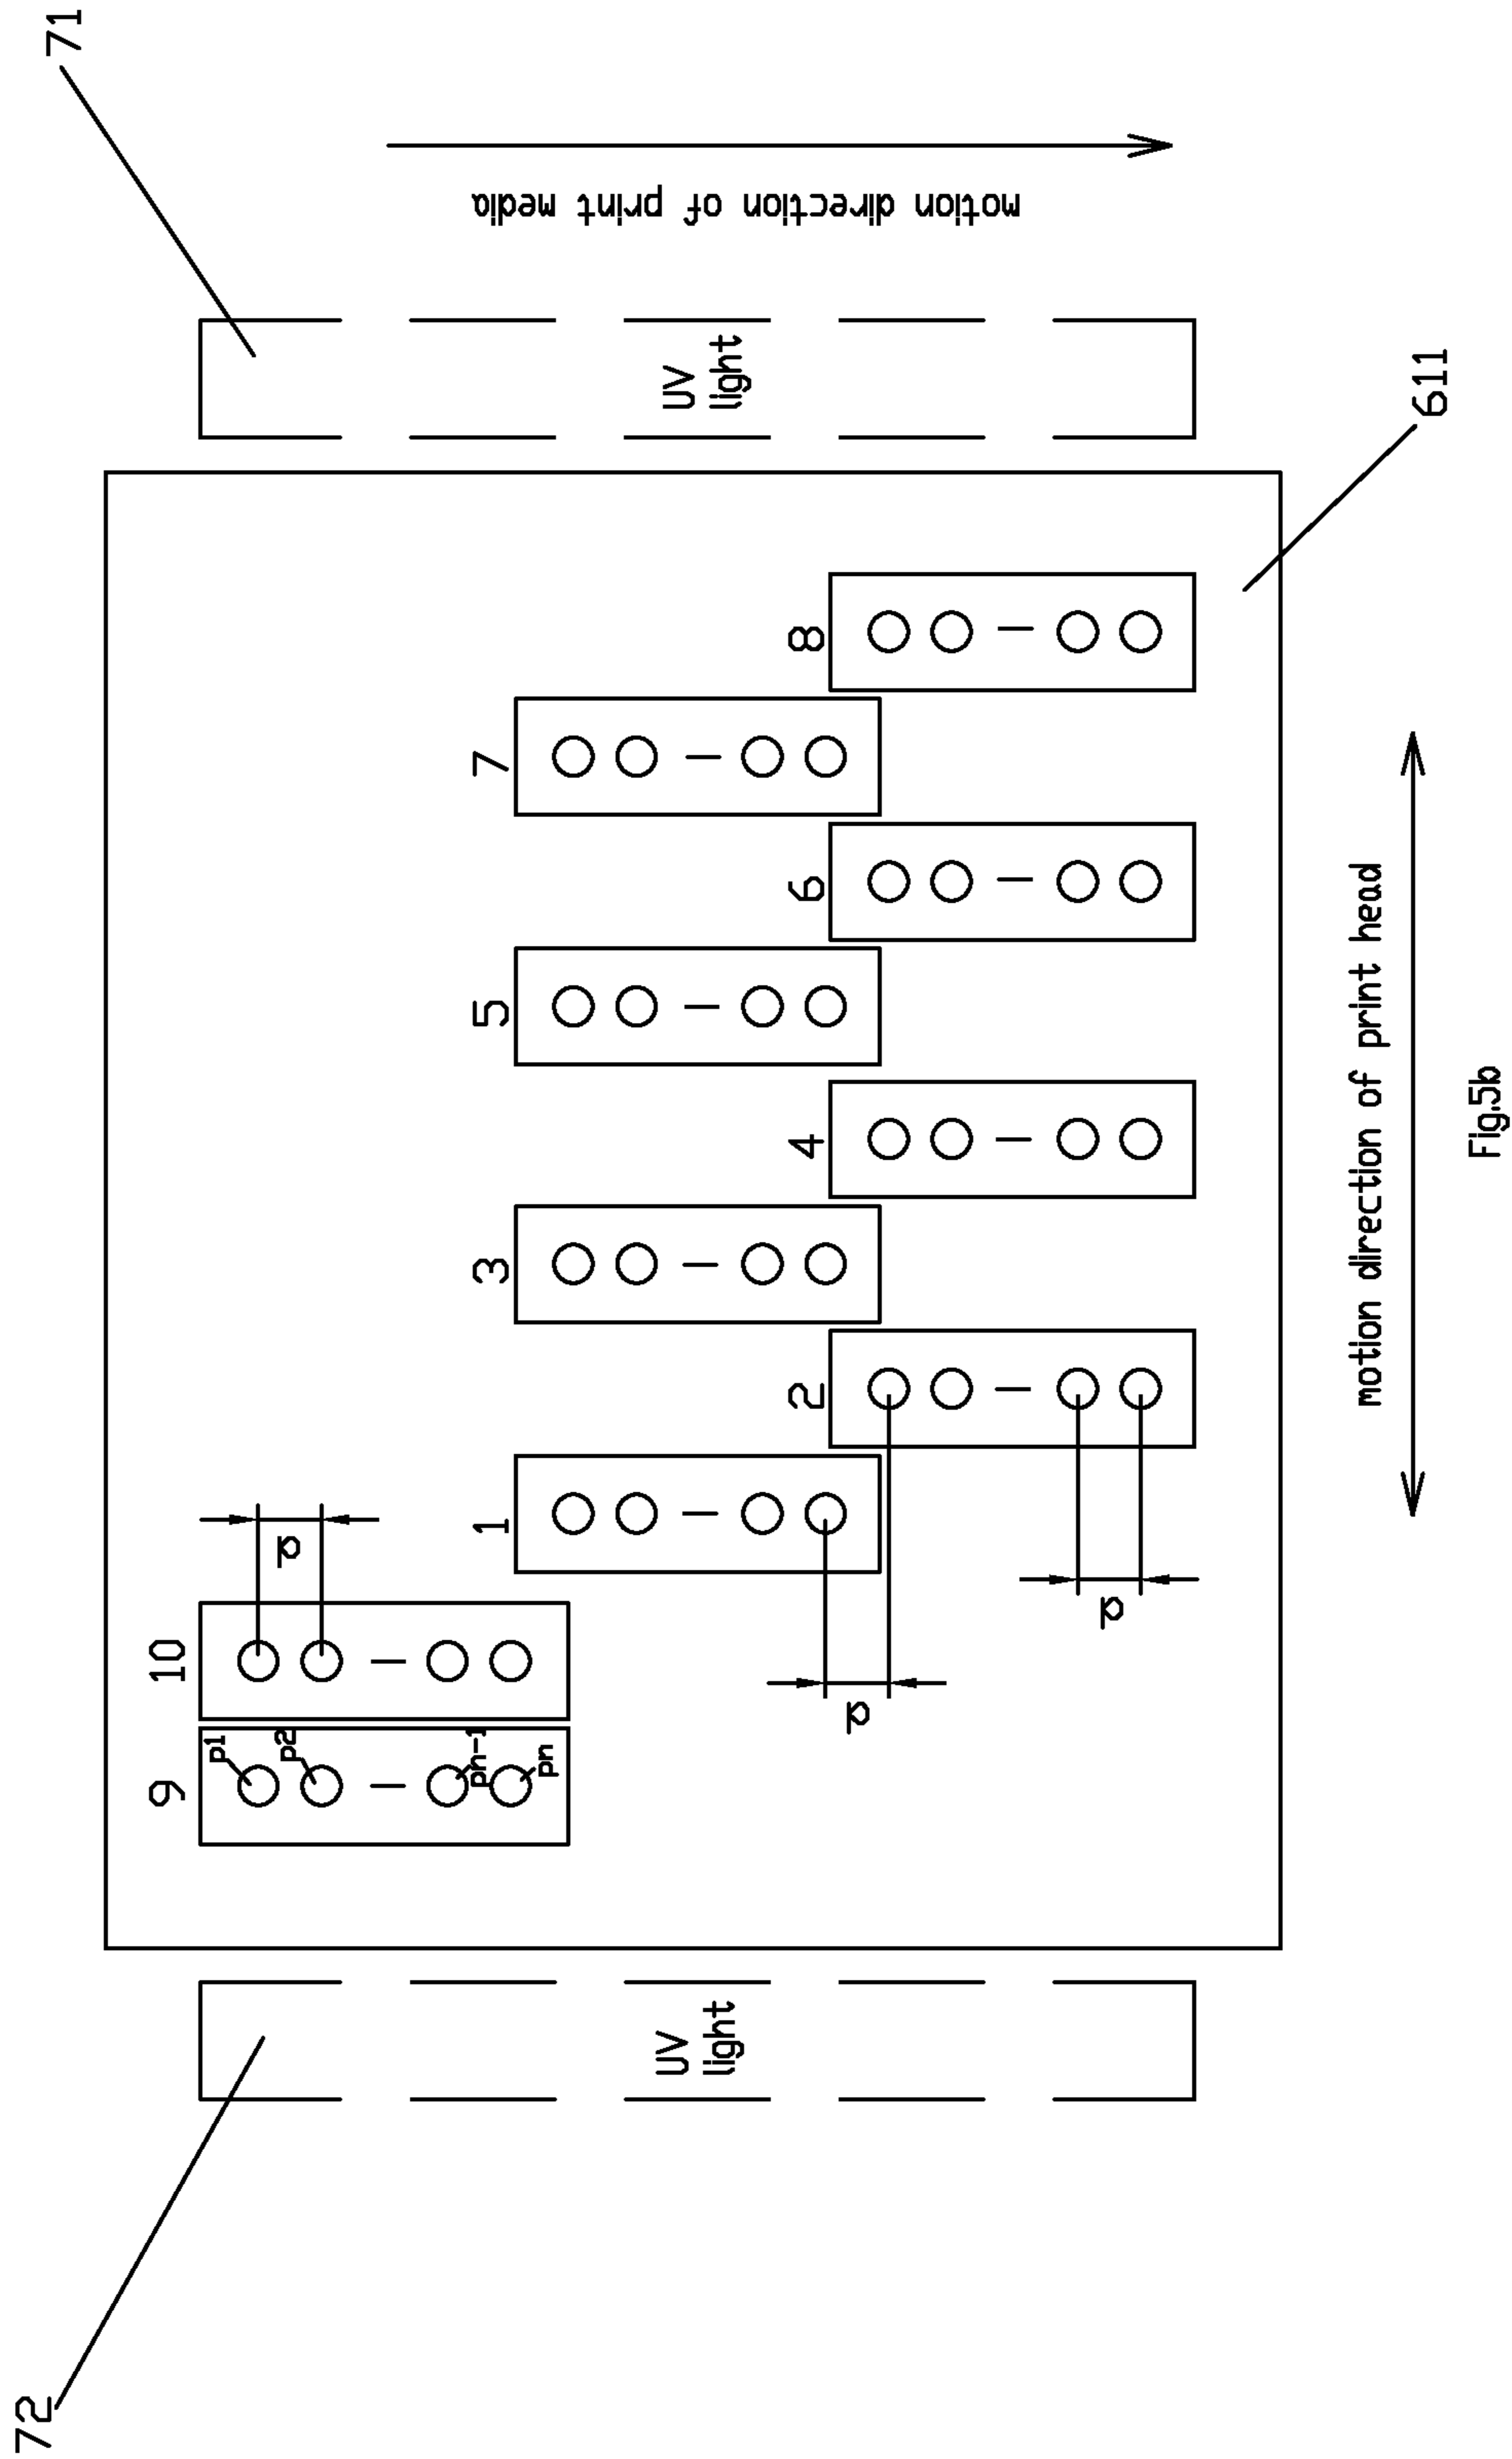 72
71
UV
light
UV
light
9
10
p1
p2
pn-1
pn
p
1
3
5
7
2
4
6
8
p
p
motion direction of print media
611
motion direction of print head
Fig.5b